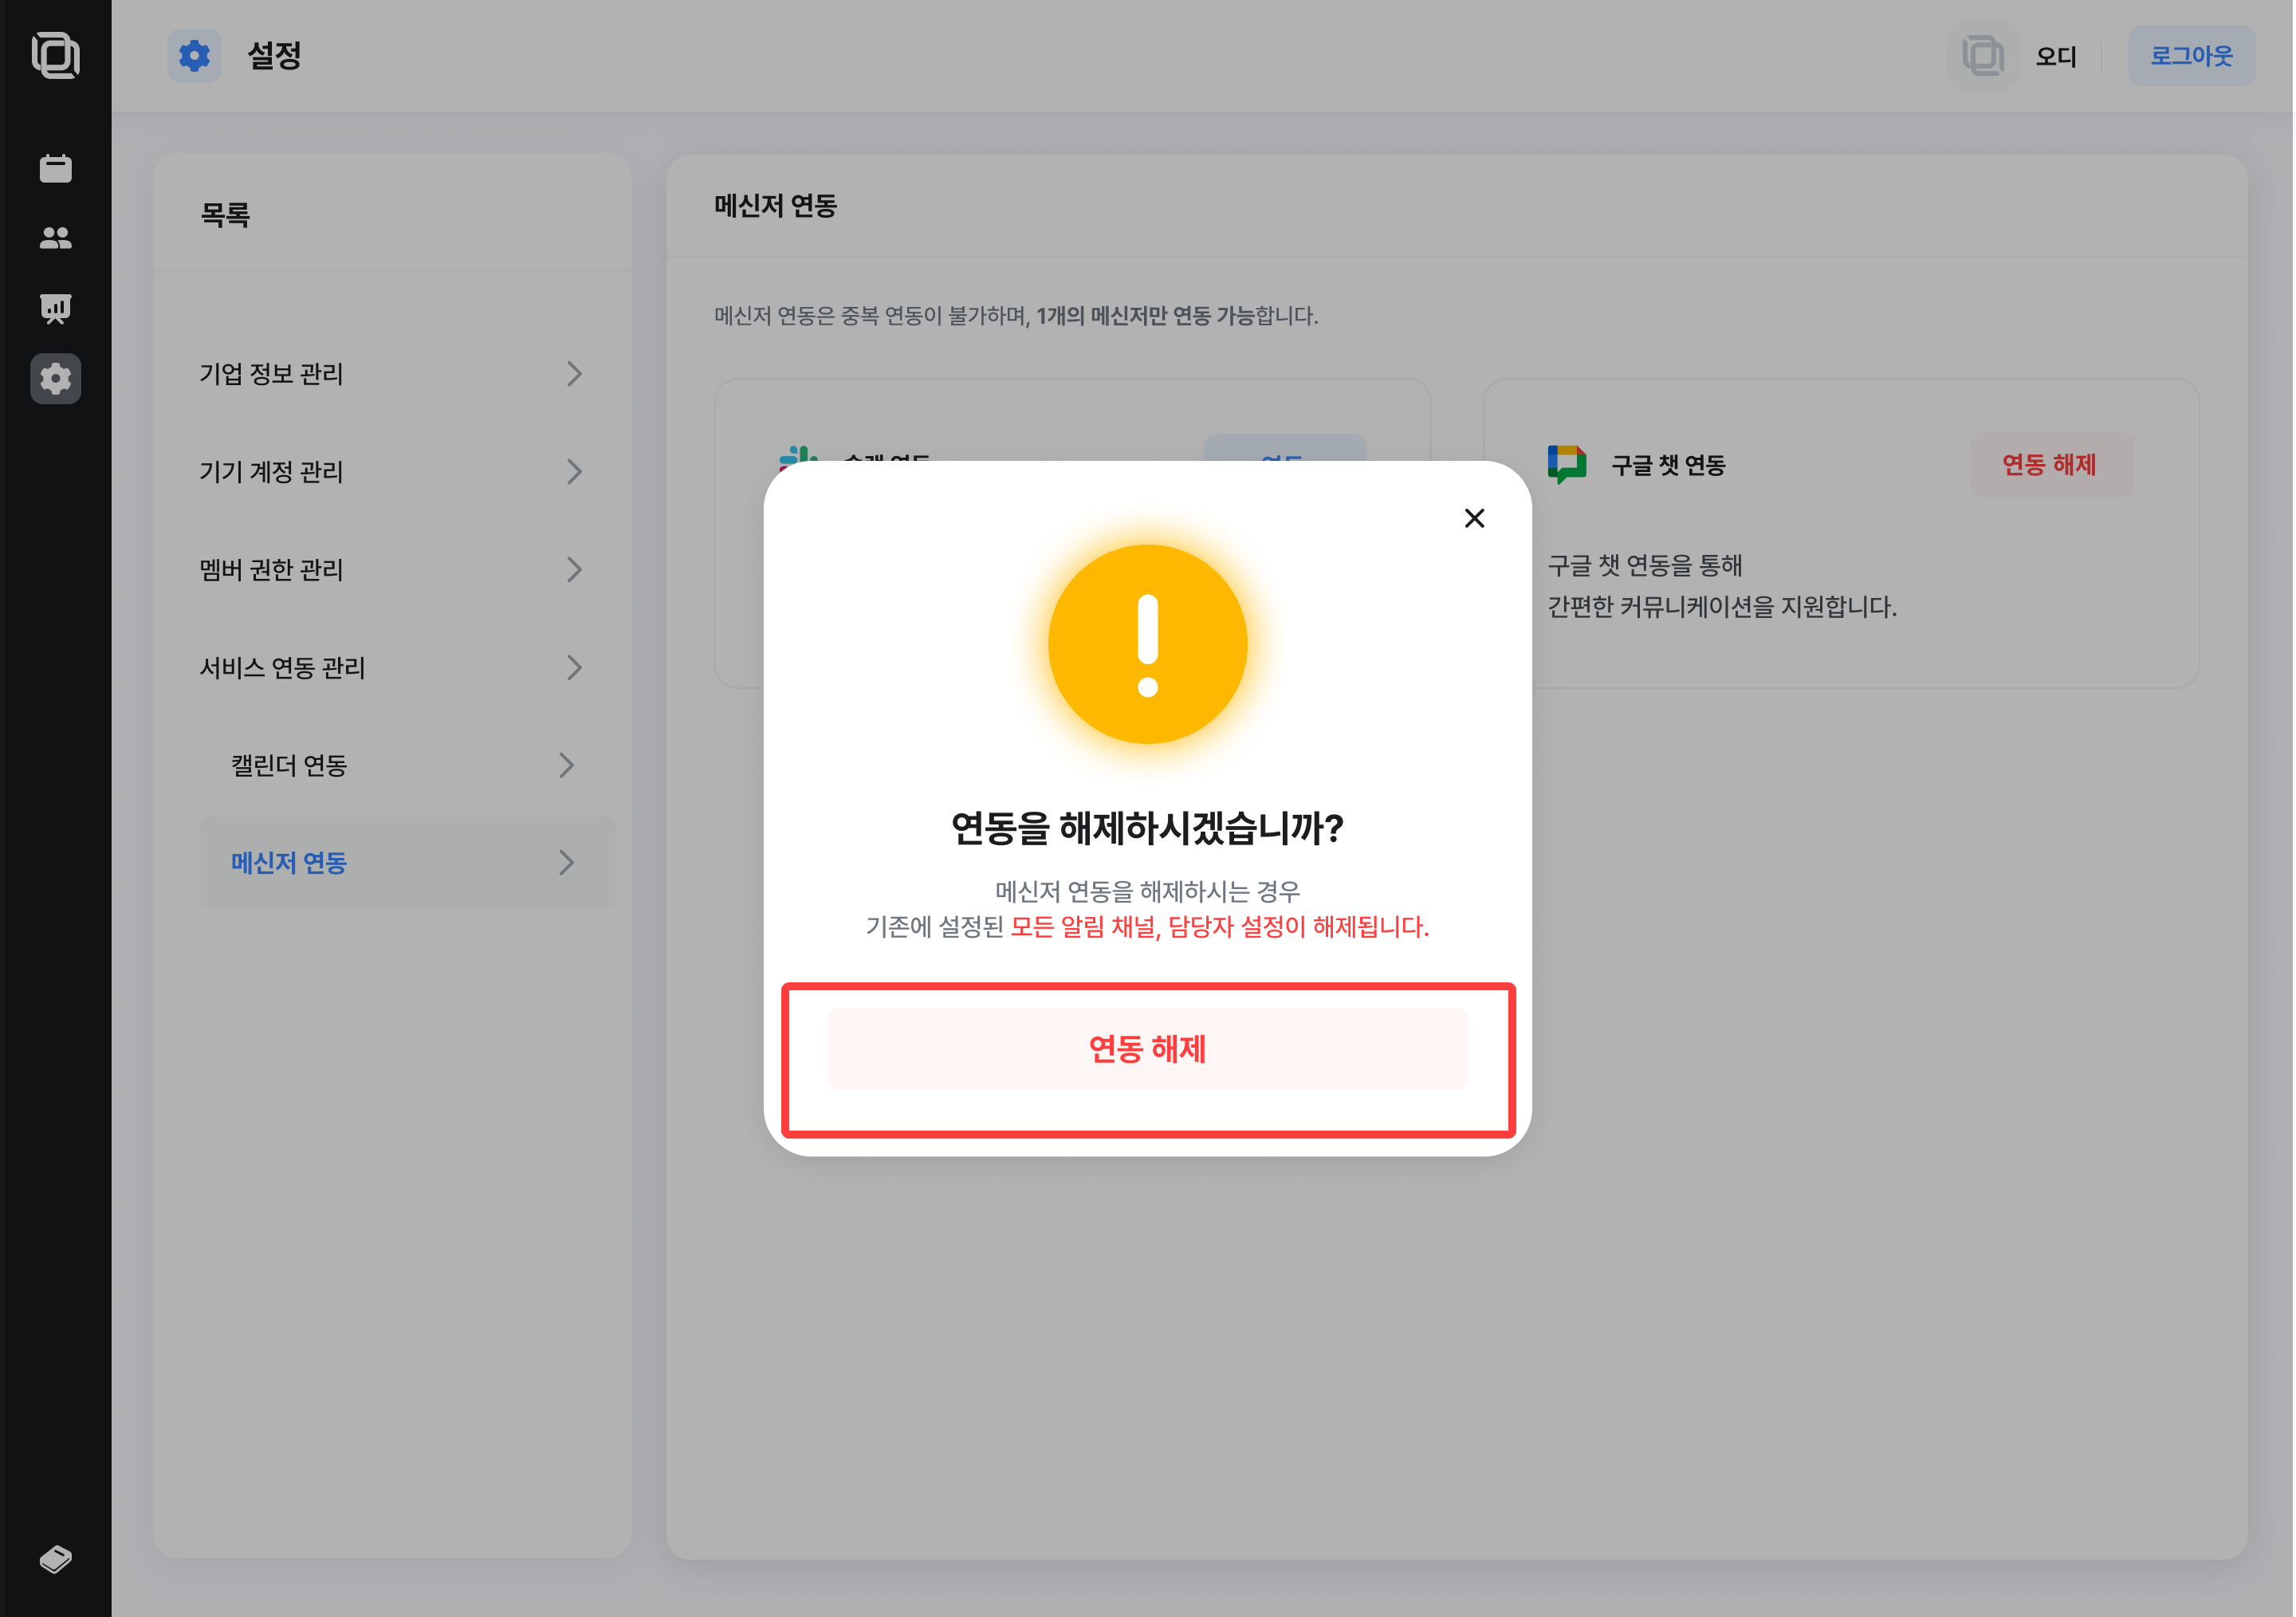 설정
오디
로그아웃
목록
기업 정보 관리
기기 계정 관리
멤버 권한 관리
서비스 연동 관리
캘린더 연동
메신저 연동
메신저 연동
메신저 연동은 중복 연동이 불가하며, 1개의 메신저만 연동 가능합니다.
구글 챗 연동
연동 해제
구글 챗 연동을 통해
간편한 커뮤니케이션을 지원합니다.
연동을 해제하시겠습니까?
메신저 연동을 해제하시는 경우
기존에 설정된 모든 알림 채널, 담당자 설정이 해제됩니다.
연동 해제